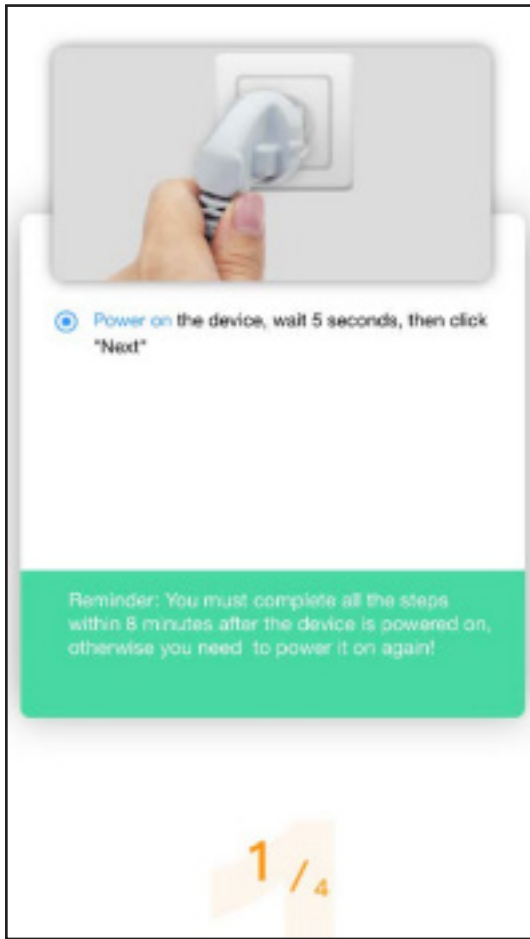 Power on the device, wait 5 seconds, then click
"Next"
Reminder: You must complete all the steps
within 8 minutes after the device is powered on,
otherwise you need to power it on again!
1 / 4